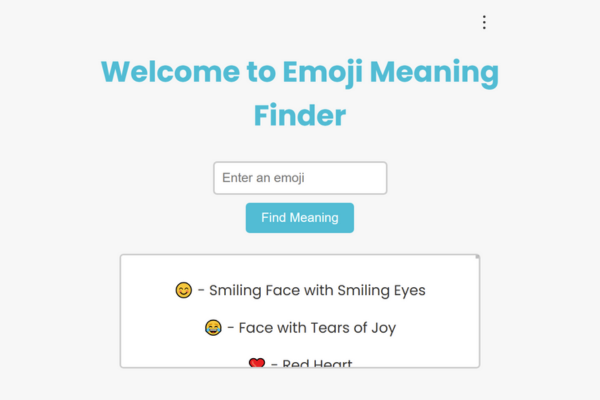 Welcome to Emoji Meaning
Finder
Enter an emoji
Find Meaning
😊 - Smiling Face with Smiling Eyes
😂 - Face with Tears of Joy
❤️ - Red Heart